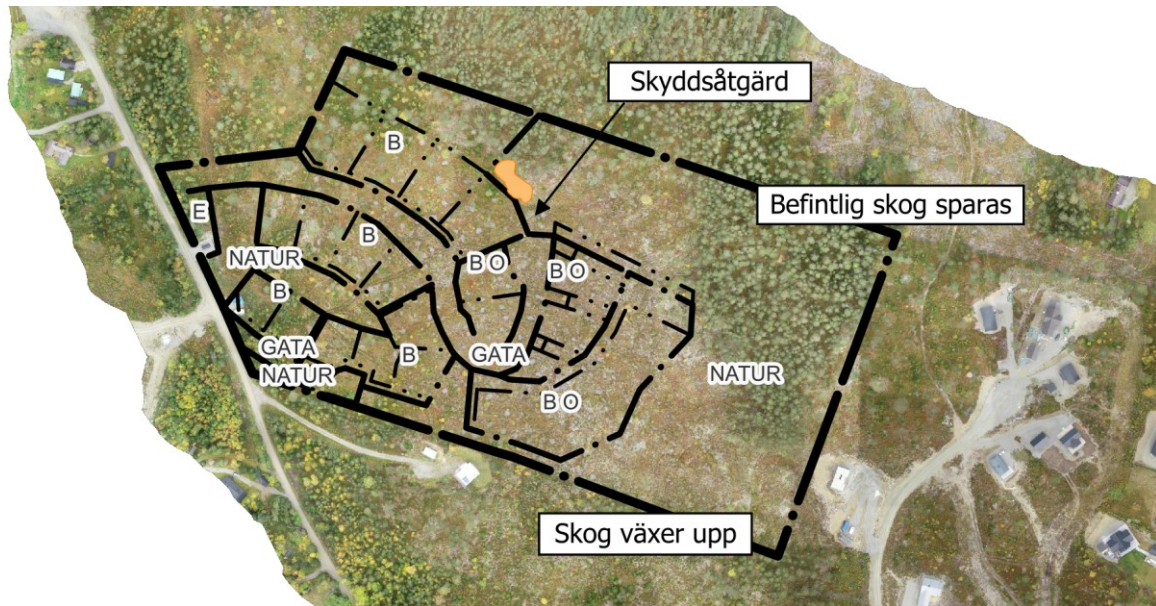 Skyddsåtgärd
B
Befintlig skog sparas
E
B
NATUR
B O
B O
B
GATA
B
GATA
NATUR
NATUR
B O
Skog växer upp